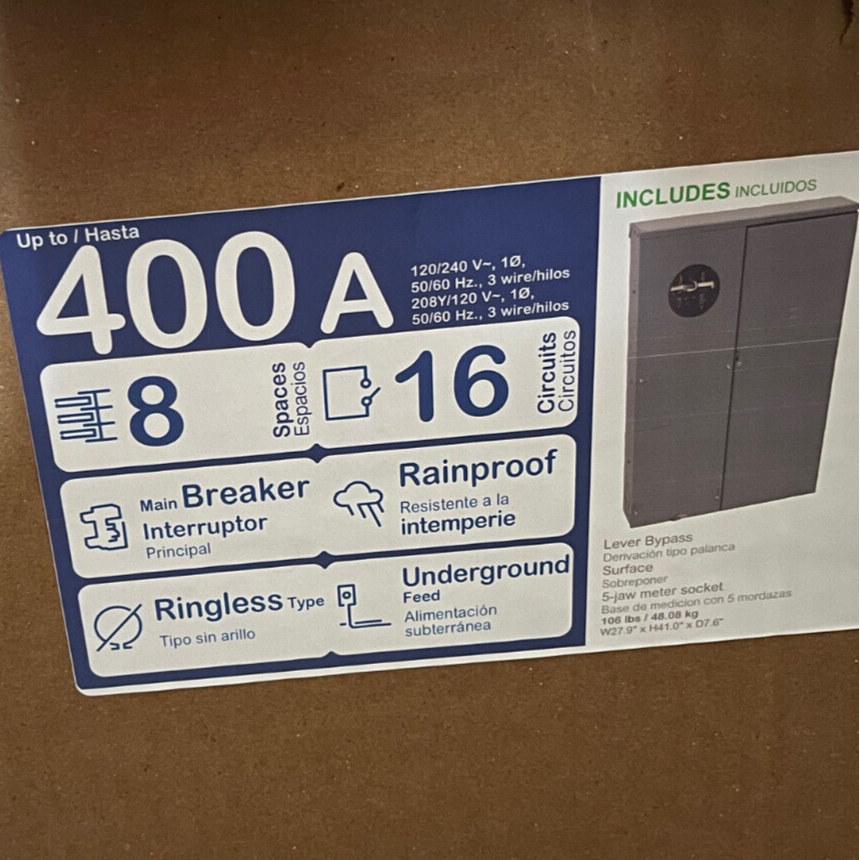 Up to / Hasta
400 A
120/240 V~, 1Ø,
50/60 Hz., 3 wire/hilos
208Y/120 V~, 1Ø,
50/60 Hz., 3 wire/hilos
8
Spaces
Espacios
16
Circuits
Circuitos
Main Breaker
Interruptor
Principal
Rainproof
Resistente a la
intemperie
Ringless Type
Tipo sin arillo
Underground
Feed
Alimentación
subterránea
INCLUDES INCLUIDOS
Lever Bypass
Derivación tipo palanca
Surface
Sobreponer
5-jaw meter socket
Base de medicion con 5 mordazas
106 lbs / 48.08 kg
W27.9" x H41.0" x D7.6"